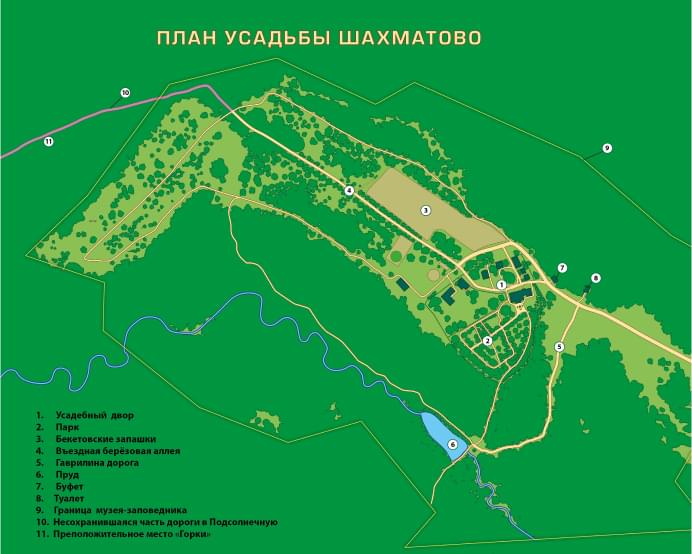 ПЛАН УСАДЬБЫ ШАХМАТОВО
10
11
9
4
3
7
8
1
2
5
6
1. Усадебный двор
2. Парк
3. Бекетовские запашки
4. Въездная берёзовая аллея
5. Гаврилина дорога
6. Пруд
7. Буфет
8. Туалет
9. Граница музея-заповедника
10. Несохранившаяся часть дороги в Подсолнечную
11. Преположительное место «Горки»